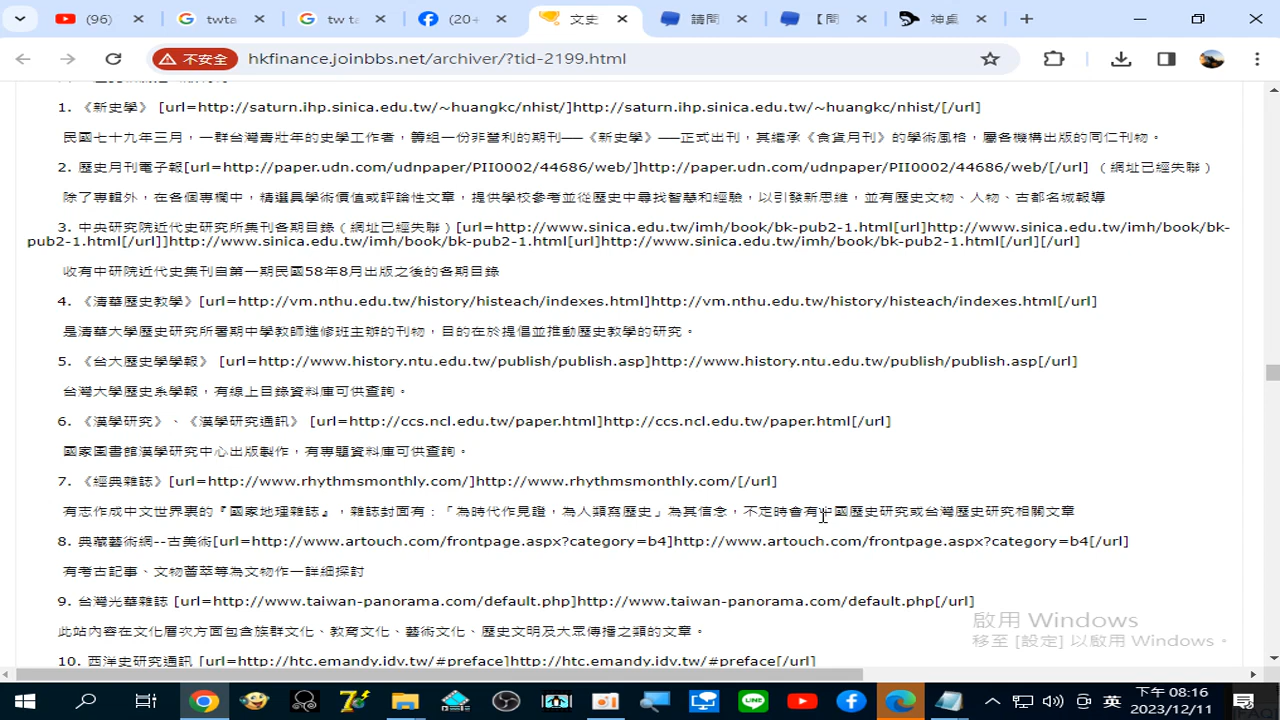 (96)
twta
tw ta
(20+
文史
請問
【問
神桌
不安全
hkfinance.joinbbs.net/archiver/?tid-2199.html
1. 《新史學》 [url=http://saturn.ihp.sinica.edu.tw/~huangkc/nhist/]http://saturn.ihp.sinica.edu.tw/~huangkc/nhist/[/url]
民國七十九年三月，一群台灣青壯年的史學工作者，籌組一份非營利的期刊──《新史學》──正式出刊，其繼承《食貨月刊》的學術風格，屬各機構出版的同仁刊物。
2. 歷史月刊電子報[url=http://paper.udn.com/udnpaper/PII0002/44686/web/]http://paper.udn.com/udnpaper/PII0002/44686/web/[/url] （網址已經失聯）
除了專輯外，在各個專欄中，精選具學術價值或評論性文章，提供學校參考並從歷史中尋找智慧和經驗，以引發新思維，並有歷史文物、人物、古都名城報導
3. 中央研究院近代史研究所集刊各期目錄（網址已經失聯）[url=http://www.sinica.edu.tw/imh/book/bk-pub2-1.html[url]http://www.sinica.edu.tw/imh/book/bk-
pub2-1.html[/url]]http://www.sinica.edu.tw/imh/book/bk-pub2-1.html[url]http://www.sinica.edu.tw/imh/book/bk-pub2-1.html[/url][/url]
收有中研院近代史集刊自第一期民國58年8月出版之後的各期目錄
4. 《清華歷史教學》[url=http://vm.nthu.edu.tw/history/histeach/indexes.html]http://vm.nthu.edu.tw/history/histeach/indexes.html[/url]
是清華大學歷史研究所暑期中學教師進修班主辦的刊物，目的在於提倡並推動歷史教學的研究。
5. 《台大歷史學學報》 [url=http://www.history.ntu.edu.tw/publish/publish.asp]http://www.history.ntu.edu.tw/publish/publish.asp[/url]
台灣大學歷史系學報，有線上目錄資料庫可供查詢。
6. 《漢學研究》、《漢學研究通訊》 [url=http://ccs.ncl.edu.tw/paper.html]http://ccs.ncl.edu.tw/paper.html[/url]
國家圖書館漢學研究中心出版製作，有專題資料庫可供查詢。
7. 《經典雜誌》[url=http://www.rhythmsmonthly.com/]http://www.rhythmsmonthly.com/[/url]
有志作成中文世界裏的『國家地理雜誌』，雜誌封面有：「為時代作見證，為人類寫歷史」為其信念，不定時會有中國歷史研究或台灣歷史研究相關文章
8. 典藏藝術網--古美術[url=http://www.artouch.com/frontpage.aspx?category=b4]http://www.artouch.com/frontpage.aspx?category=b4[/url]
有考古記事、文物薈萃等為文物作一詳細探討
9. 台灣光華雜誌 [url=http://www.taiwan-panorama.com/default.php]http://www.taiwan-panorama.com/default.php[/url]
此站內容在文化層次方面包含族群文化、教育文化、藝術文化、歷史文明及大眾傳播之類的文章。
10. 西洋史研究通訊 [url=http://htc.emandy.idv.tw/#preface]http://htc.emandy.idv.tw/#preface[/url]
啟用 Windows
移至 [設定] 以啟用 Windows。
英
下午 08:16
2023/12/11